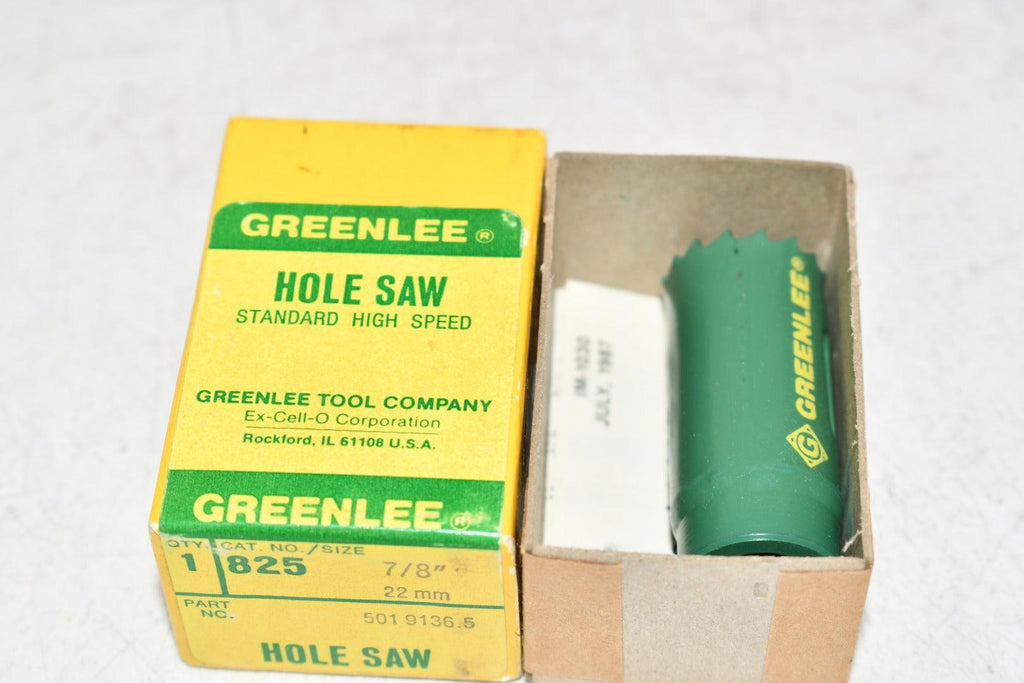 GREENLEE®
HOLE SAW
STANDARD HIGH SPEED
GREENLEE TOOL COMPANY
Ex-Cell-O Corporation
Rockford, IL 61108 U.S.A.
GREENLEE®
QTY. CAT. NO./SIZE
1 825 7/8"
22 mm
PART
NO.
501 9136.5
HOLE SAW
IM-1030
JULY, 1987
GREENLEE®
G